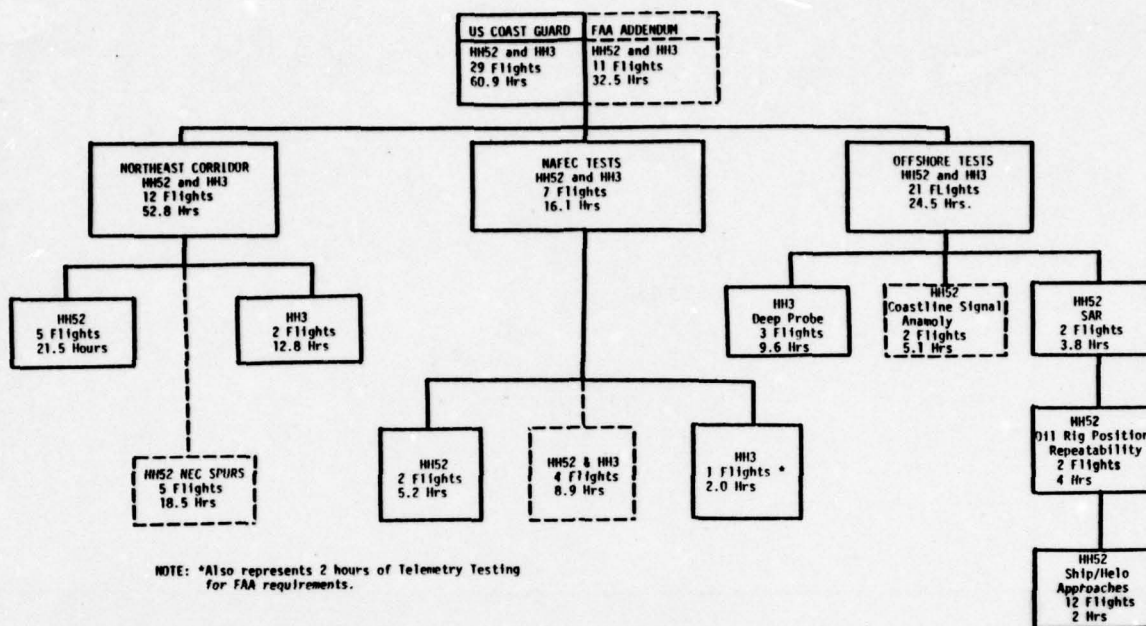 US COAST GUARD
HH52 and HH3
29 Flights
60.9 Hrs
FAA ADDENDUM
HH52 and HH3
11 Flights
32.5 Hrs
NORTHEAST CORRIDOR
HH52 and HH3
12 Flights
52.8 Hrs
NAFEC TESTS
HH52 and HH3
7 Flights
16.1 Hrs
OFFSHORE TESTS
HH52 and HH3
21 FLights
24.5 Hrs.
HH52
5 Flights
21.5 Hours
HH3
2 Flights
12.8 Hrs
HH3
Deep Probe
3 Flights
9.6 Hrs
HH52
Coastline Signal
Anamoly
2 Flights
5.1 Hrs
HH52
SAR
2 Flights
3.8 Hrs
HH52 NEC SPURS
5 Flights
18.5 Hrs
HH52
2 Flights
5.2 Hrs
HH52 & HH3
4 Flights
8.9 Hrs
HH3
1 Flights *
2.0 Hrs
HH52
Oil Rig Position
Repeatability
2 Flights
4 Hrs
HH52
Ship/Helo
Approaches
12 Flights
2 Hrs
NOTE: *Also represents 2 hours of Telemetry Testing
for FAA requirements.